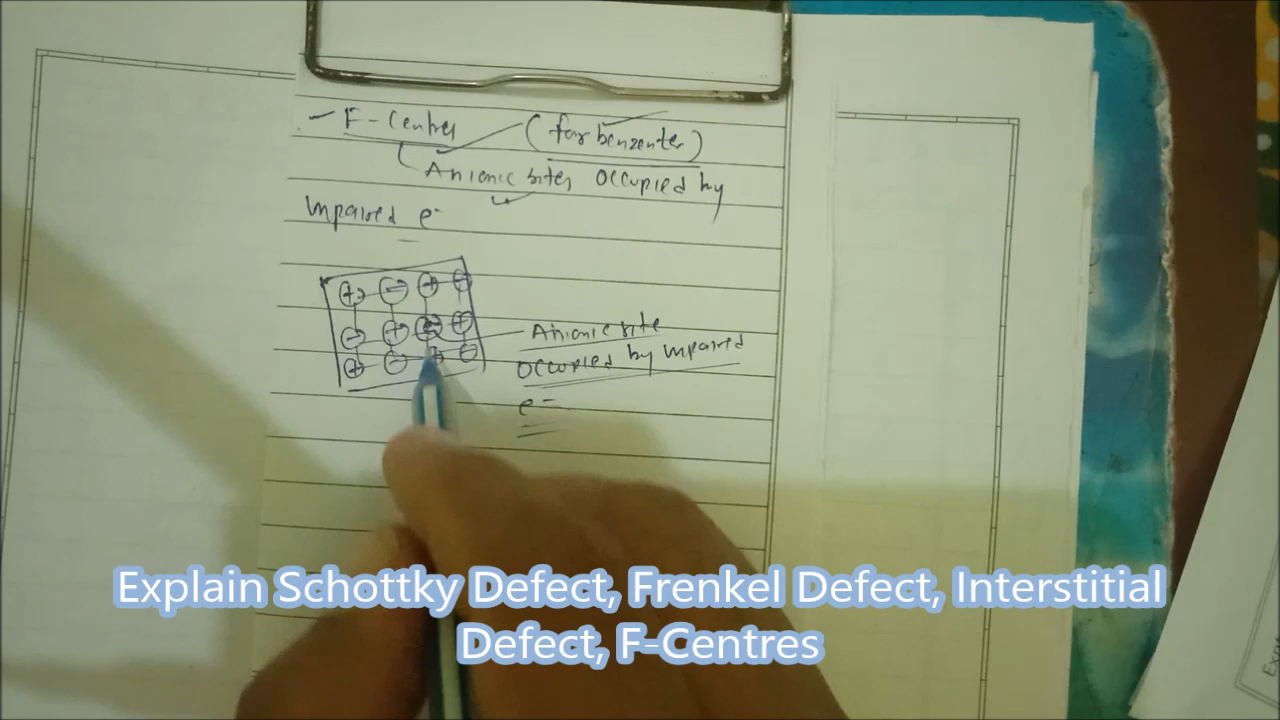 - F-Centres (farbenzenter)
Anionic sites Occupied by
unpaired e-
+ - + -
- + e- +
+ - + -
Anionic site
Occupied by unpaired
e-
Explain Schottky Defect, Frenkel Defect, Interstitial
Defect, F-Centres